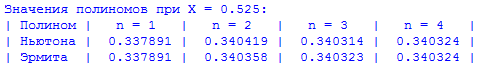 Значения полиномов при X = 0.525:
| Полином | n = 1 | n = 2 | n = 3 | n = 4 |
| Ньютона | 0.337891 | 0.340419 | 0.340314 | 0.340324 |
| Эрмита | 0.337891 | 0.340358 | 0.340323 | 0.340324 |